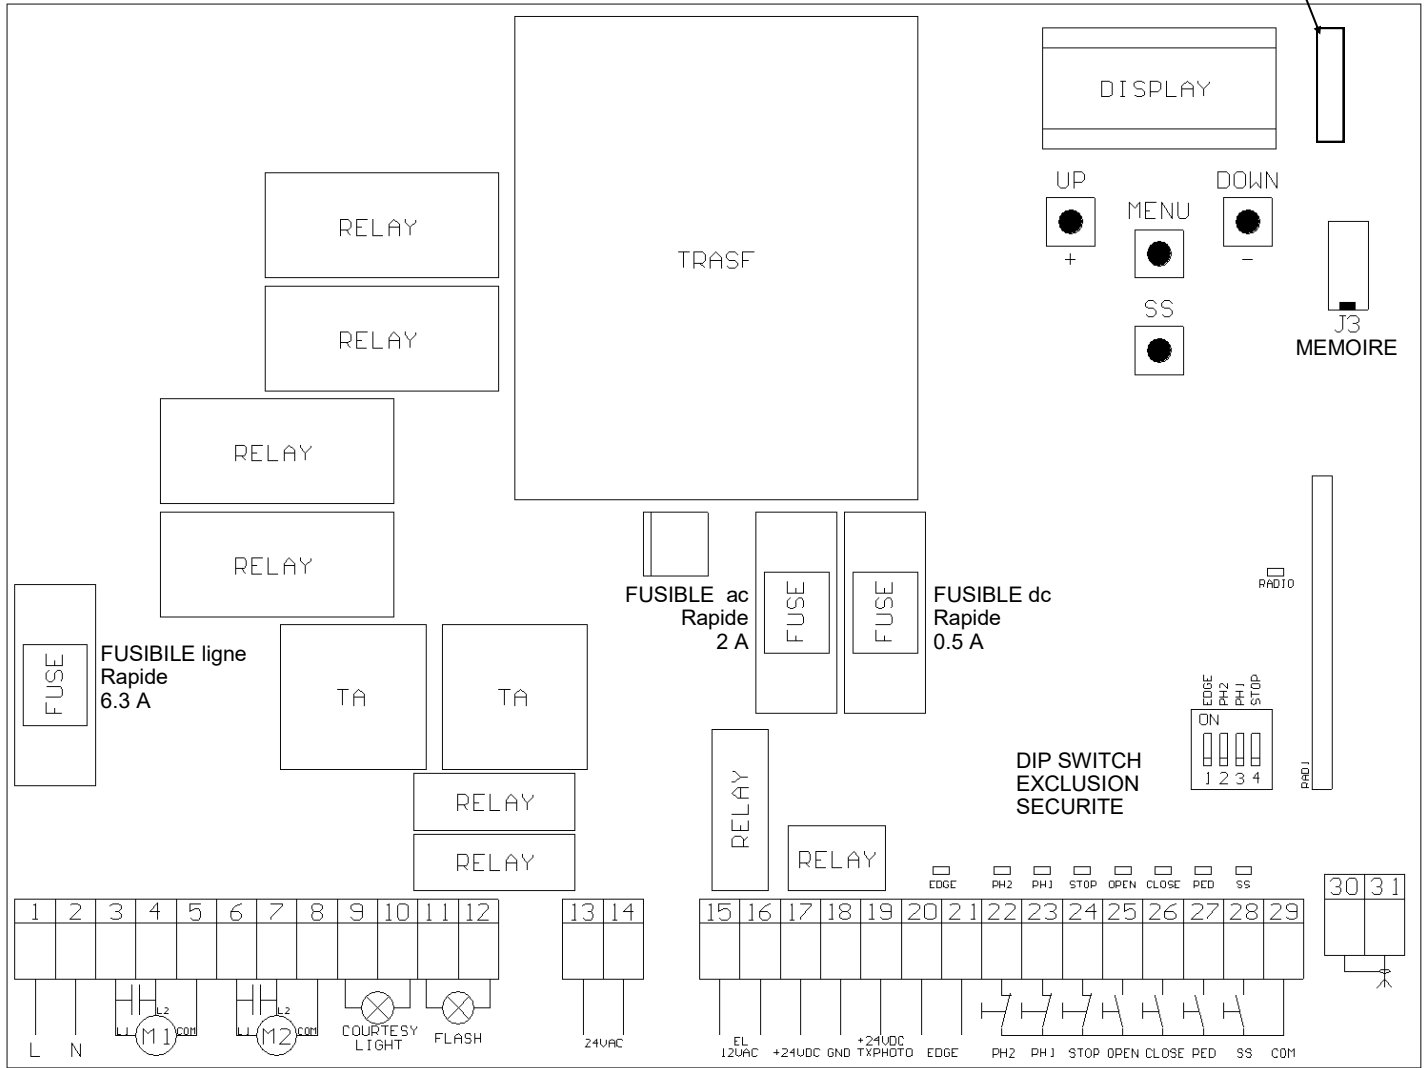 DISPLAY
UP
DOWN
MENU
+
-
SS
J3
MEMOIRE
TRASF
RELAY
RELAY
RELAY
RELAY
FUSE
FUSIBILE ligne
Rapide
6.3 A
TA
TA
FUSIBLE ac
Rapide
2 A
FUSE
FUSE
FUSIBLE dc
Rapide
0.5 A
RADIO
EDGE
PH2
PH1
STOP
ON
1 2 3 4
RAD1
DIP SWITCH
EXCLUSION
SECURITE
RELAY
RELAY
RELAY
RELAY
EDGE PH2 PH1 STOP OPEN CLOSE PED SS
1 2 3 4 5 6 7 8 9 10 11 12
13 14
15 16 17 18 19 20 21 22 23 24 25 26 27 28 29
30 31
L N
L1 M1 L2 COM
L1 M2 L2 COM
COURTESY
LIGHT
FLASH
24VAC
EL
12VAC
+24VDC
GND
+24VDC
TXPHOTO
EDGE
PH2 PH1 STOP OPEN CLOSE PED SS COM